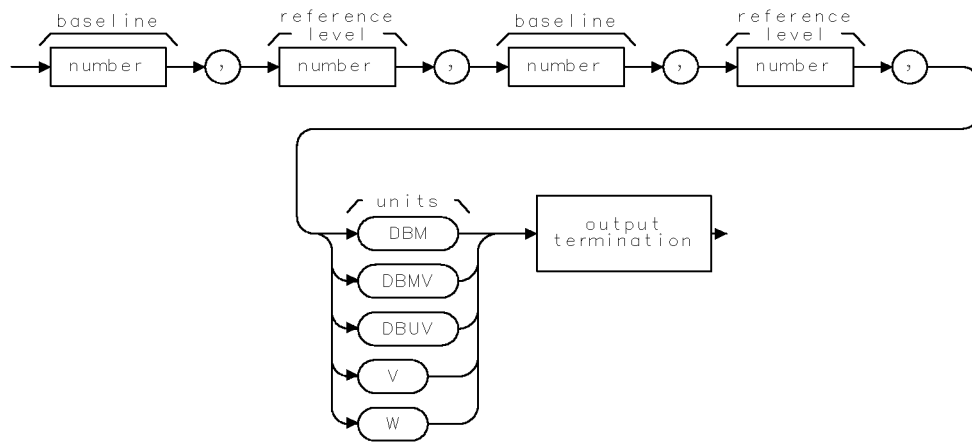 baseline
reference
level
baseline
reference
level
number , number , number , number ,
units
DBM
output
termination
DBMV
DBUV
V
W